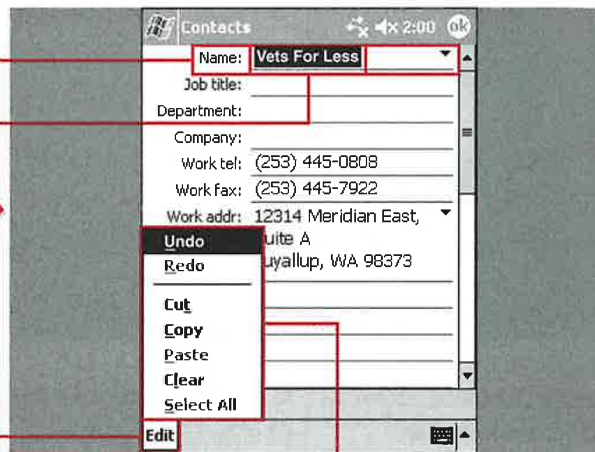 Contacts 2:00 ok
Name: Vets For Less
Job title:
Department:
Company:
Work tel: (253) 445-0808
Work fax: (253) 445-7922
Work addr: 12314 Meridian East,
uite A
uyallup, WA 98373
Undo
Redo
Cut
Copy
Paste
Clear
Select All
Edit